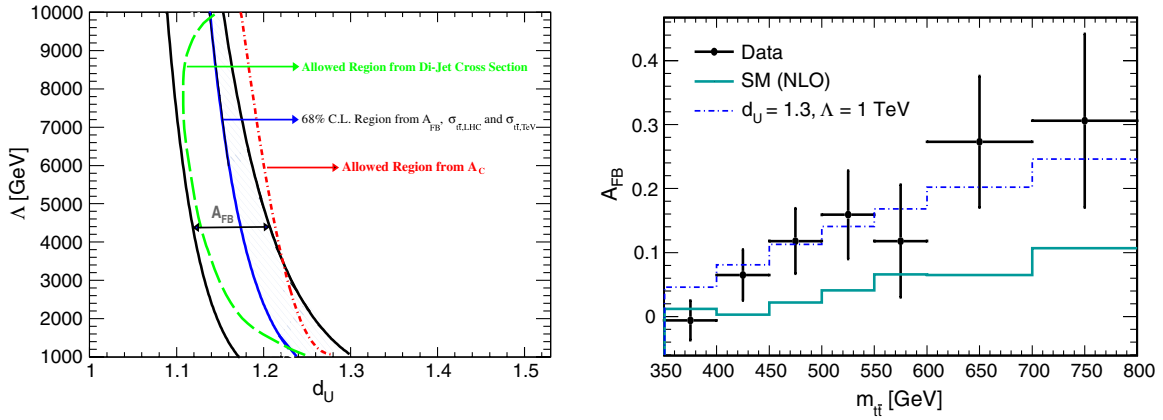 Λ [GeV]
10000
9000
8000
7000
6000
5000
4000
3000
2000
1000
Allowed Region from Di-Jet Cross Section
68% C.L. Region from A_FB, σ_tt̄,LHC and σ_tt̄,TeV
Allowed Region from A_C
A_FB
1 1.1 1.2 1.3 1.4 1.5
d_U
A_FB
0.4
0.3
0.2
0.1
0
Data
SM (NLO)
d_U = 1.3, Λ = 1 TeV
350 400 450 500 550 600 650 700 750 800
m_tt̄ [GeV]